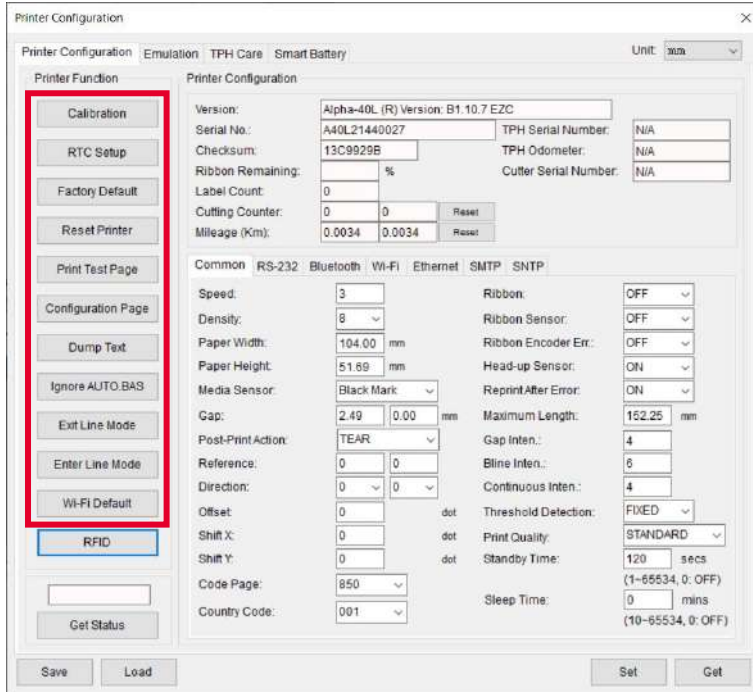 Printer Configuration
Printer Configuration Emulation TPH Care Smart Battery Unit: mm
Printer Function
Calibration
RTC Setup
Factory Default
Reset Printer
Print Test Page
Configuration Page
Dump Text
Ignore AUTO.BAS
Exit Line Mode
Enter Line Mode
Wi-Fi Default
RFID
Get Status
Printer Configuration
Version: Alpha-40L (R) Version: B1.10.7 EZC
Serial No.: A40L21440027 TPH Serial Number: N/A
Checksum: 13C9929B TPH Odometer: N/A
Ribbon Remaining: % Cutter Serial Number: N/A
Label Count: 0
Cutting Counter: 0 0 Reset
Mileage (Km): 0.0034 0.0034 Reset
Common RS-232 Bluetooth Wi-Fi Ethernet SMTP SNTP
Speed: 3 Ribbon: OFF
Density: 8 Ribbon Sensor: OFF
Paper Width: 104.00 mm Ribbon Encoder Err.: OFF
Paper Height: 51.69 mm Head-up Sensor: ON
Media Sensor: Black Mark Reprint After Error: ON
Gap: 2.49 0.00 mm Maximum Length: 152.25 mm
Post-Print Action: TEAR Gap Inten.: 4
Reference: 0 0 Bline Inten.: 6
Direction: 0 0 Continuous Inten.: 4
Offset: 0 dot Threshold Detection: FIXED
Shift X: 0 dot Print Quality: STANDARD
Shift Y: 0 dot Standby Time: 120 secs
(1~65534, 0: OFF)
Code Page: 850
Sleep Time: 0 mins
Country Code: 001
(10~65534, 0: OFF)
Save Load Set Get